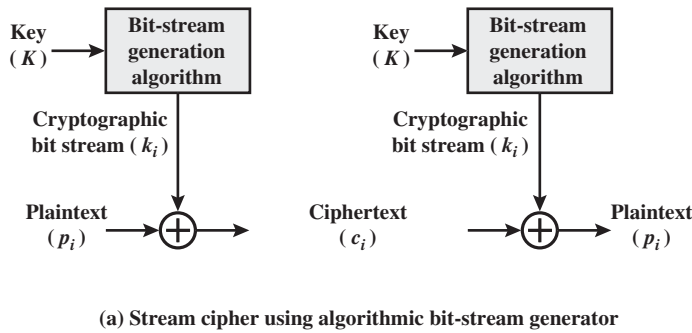 Key
( K )
Bit-stream
generation
algorithm
Cryptographic
bit stream ( kᵢ )
Plaintext
( pᵢ )
Key
( K )
Bit-stream
generation
algorithm
Cryptographic
bit stream ( kᵢ )
Ciphertext
( cᵢ )
Plaintext
( pᵢ )
(a) Stream cipher using algorithmic bit-stream generator